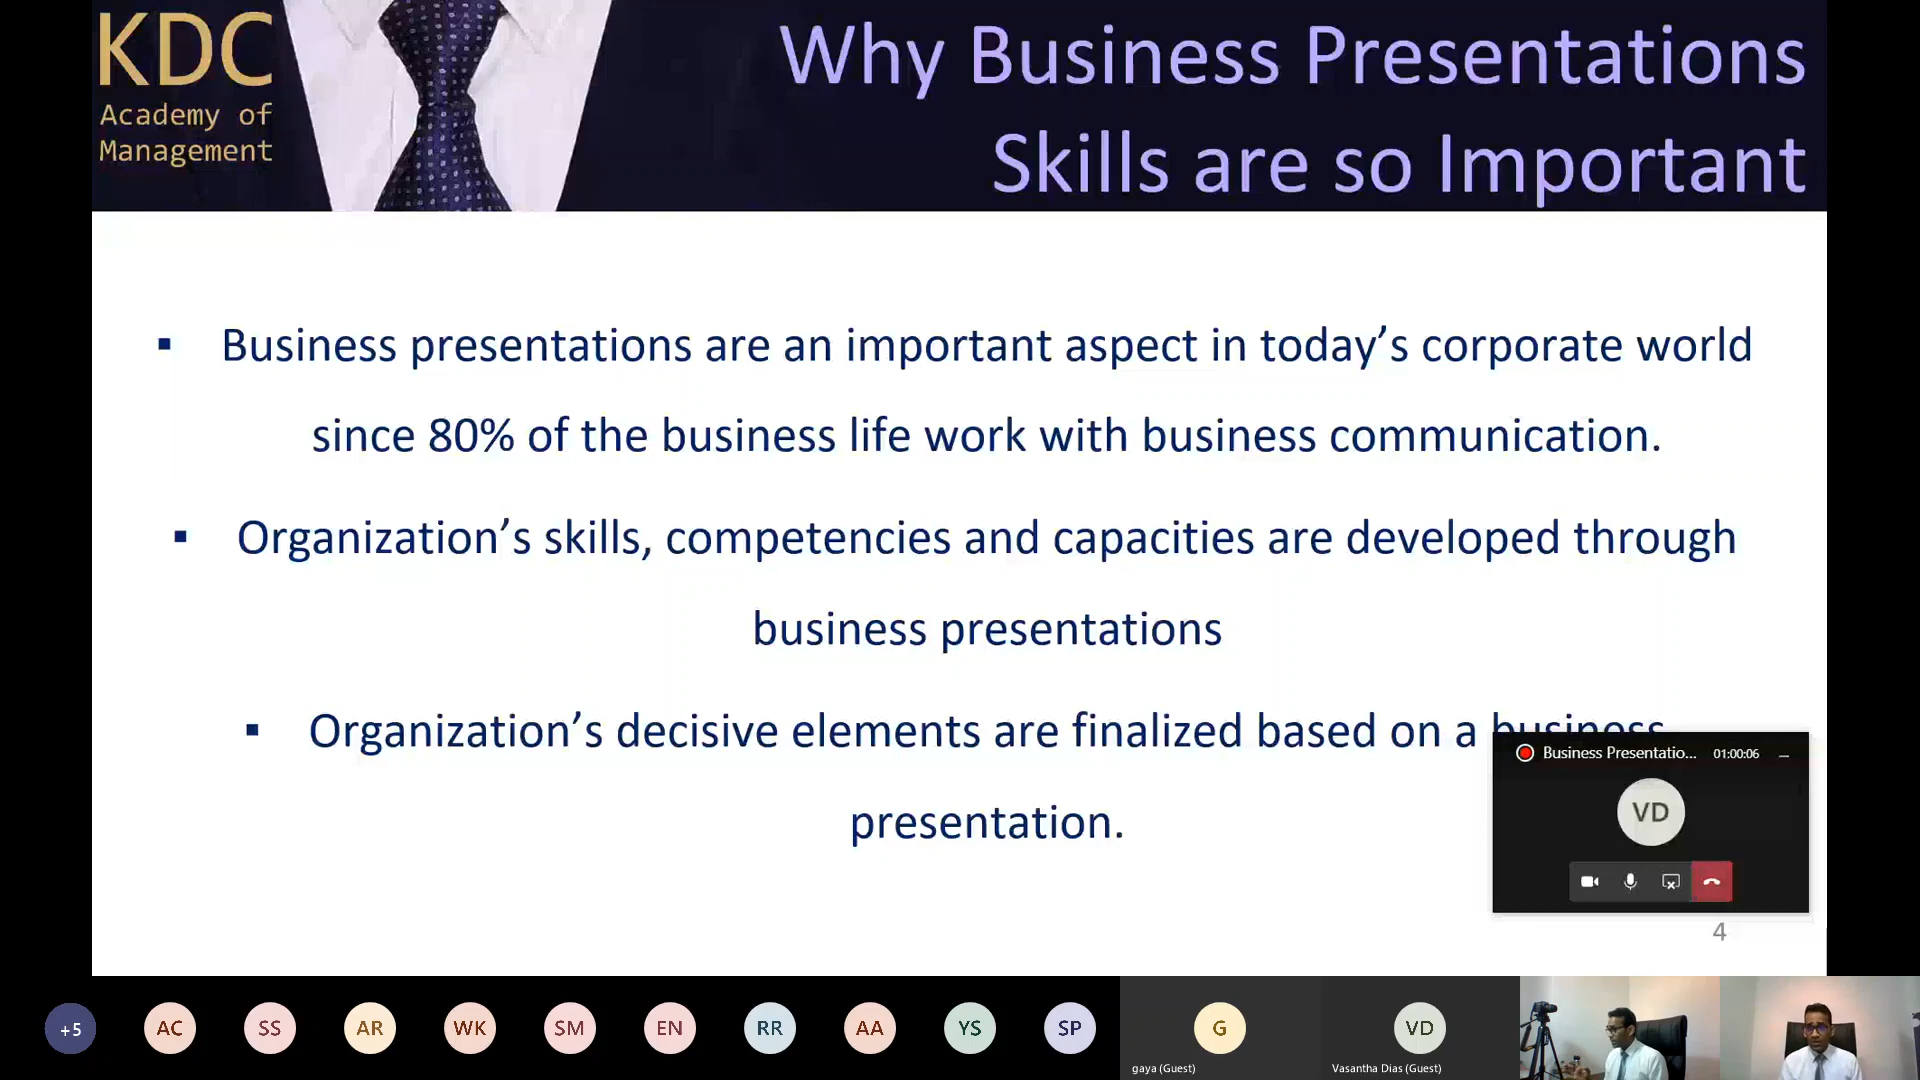 KDC
Academy of
Management
Why Business Presentations
Skills are so Important
▪ Business presentations are an important aspect in today’s corporate world
since 80% of the business life work with business communication.
▪ Organization’s skills, competencies and capacities are developed through
business presentations
▪ Organization’s decisive elements are finalized based on a business
presentation.
Business Presentatio... 01:00:06
VD
4
+5 AC SS AR WK SM EN RR AA YS SP G VD
gaya (Guest) Vasantha Dias (Guest)